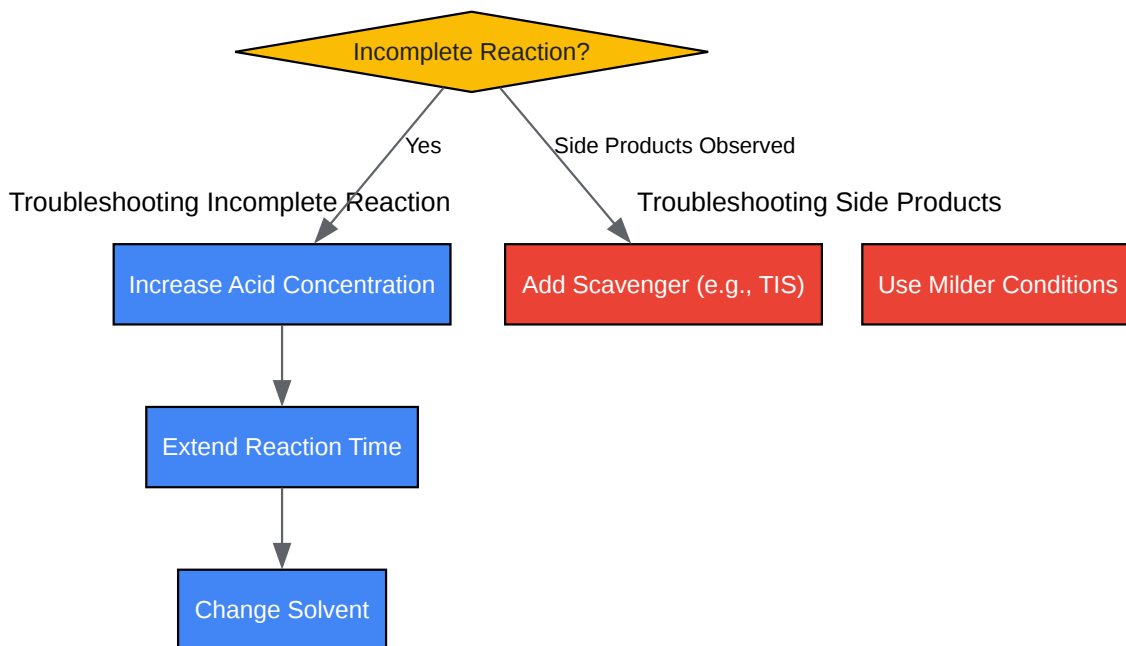 Incomplete Reaction?
Yes
Side Products Observed
Troubleshooting Incomplete Reaction
Troubleshooting Side Products
Increase Acid Concentration
Add Scavenger (e.g., TIS)
Use Milder Conditions
Extend Reaction Time
Change Solvent